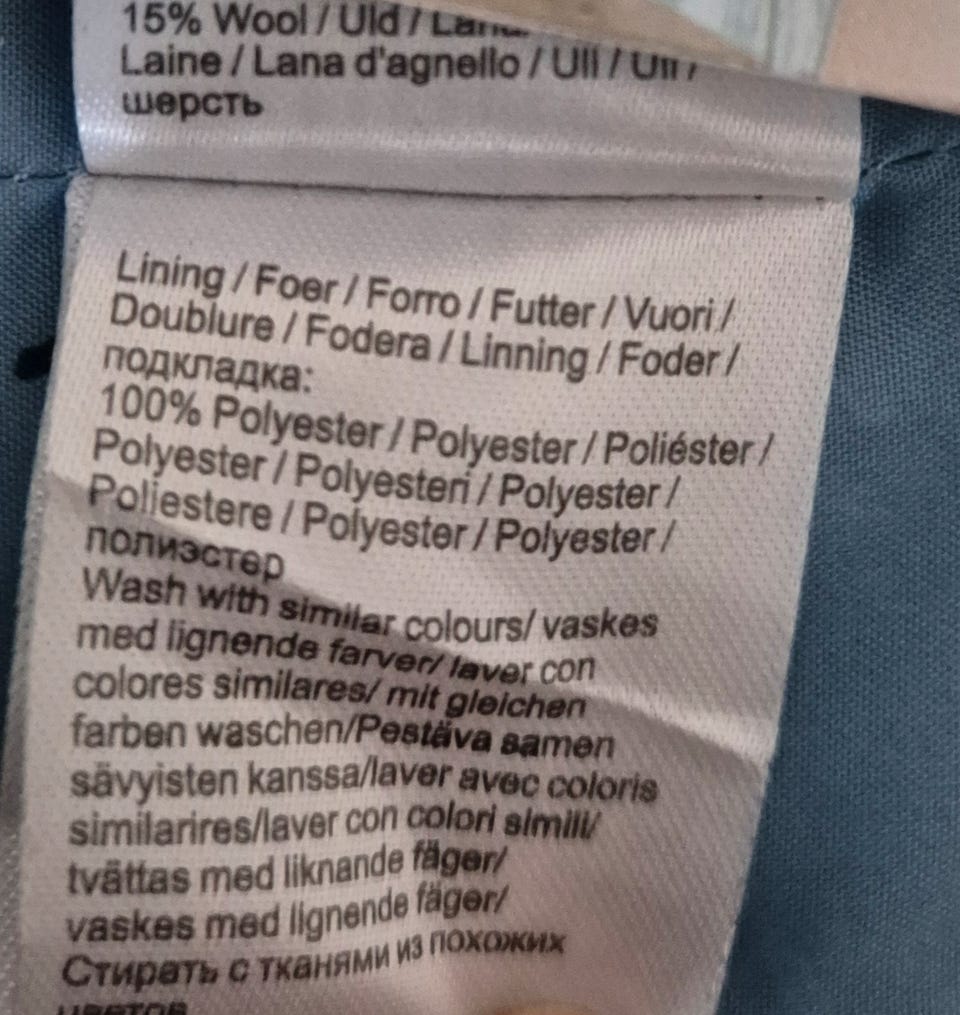 15% Wool / Uld /
Laine / Lana d'agnello / Ull / Ull /
шерсть
Lining / Foer / Forro / Futter / Vuori /
Doublure / Fodera / Linning / Foder /
подкладка:
100% Polyester / Polyester / Poliéster /
Polyester / Polyesteri / Polyester /
Poliestere / Polyester / Polyester /
полиэстер
Wash with similar colours/ vaskes
med lignende farver/ laver con
colores similares/ mit gleichen
farben waschen/Pestäva samen
sävyisten kanssa/laver avec coloris
similarires/laver con colori simili/
tvättas med liknande fäger/
vaskes med lignende fäger/
Стирать с тканями из похожих
цветов